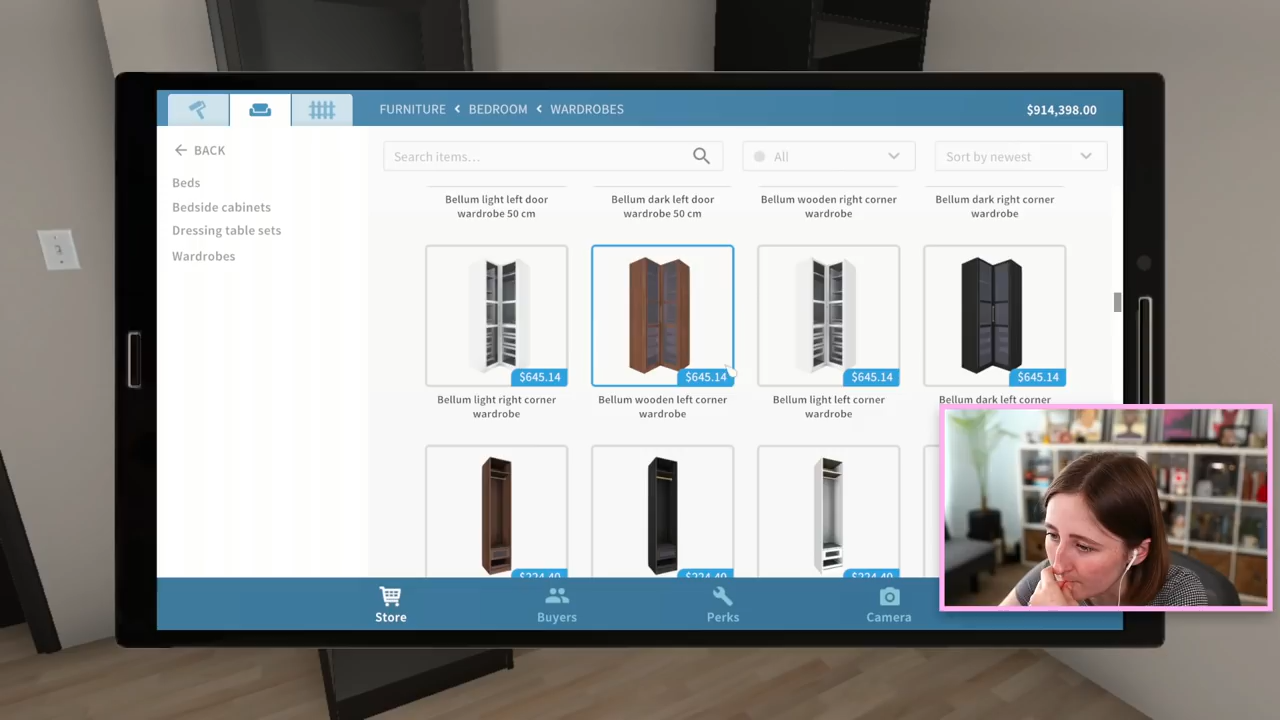 FURNITURE < BEDROOM < WARDROBES
$914,398.00
BACK
Search items...
All
Sort by newest
Beds
Bedside cabinets
Dressing table sets
Wardrobes
Bellum light left door
wardrobe 50 cm
Bellum dark left door
wardrobe 50 cm
Bellum wooden right corner
wardrobe
Bellum dark right corner
wardrobe
$645.14
$645.14
$645.14
$645.14
Bellum light right corner
wardrobe
Bellum wooden left corner
wardrobe
Bellum light left corner
wardrobe
Bellum dark left corner
Store
Buyers
Perks
Camera